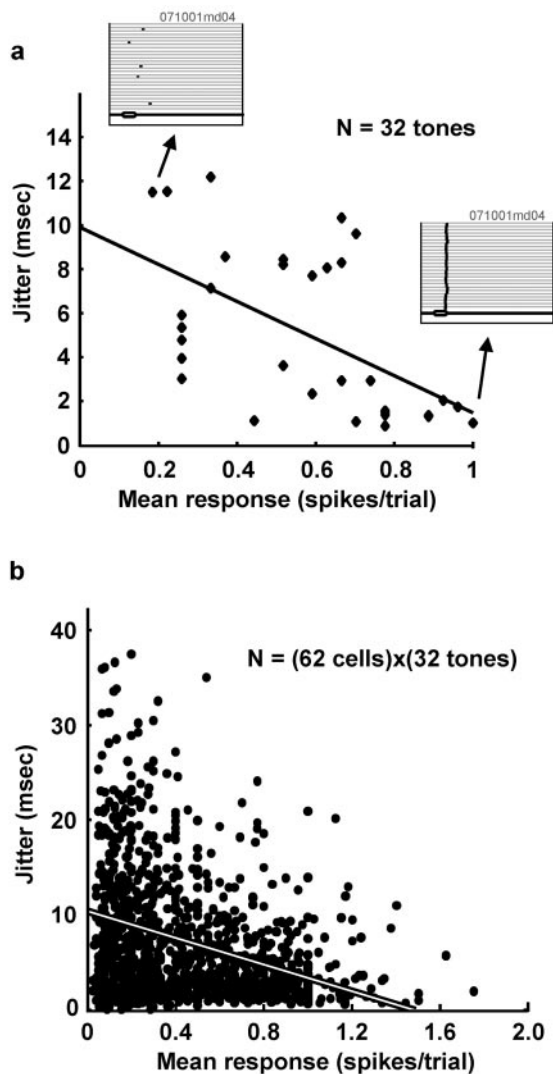 071001md04
a
N = 32 tones
071001md04
14
12
10
8
6
4
2
0
Jitter (msec)
0 0.2 0.4 0.6 0.8 1
Mean response (spikes/trial)
b
N = (62 cells)x(32 tones)
40
30
20
10
0
Jitter (msec)
0 0.4 0.8 1.2 1.6 2.0
Mean response (spikes/trial)